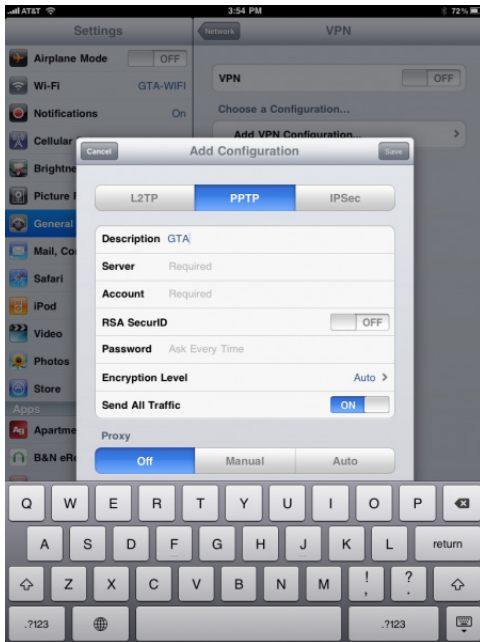 AT&T 3:54 PM 72%
Settings
Airplane Mode OFF
Wi-Fi GTA-WIFI
Notifications On
Cellular
Brightne
Picture
General
Mail, Co
Safari
iPod
Video
Photos
Store
Apps
Apartme
B&N eRe
Network VPN
VPN OFF
Choose a Configuration...
Add VPN Configuration...
Cancel Add Configuration Save
L2TP PPTP IPSec
Description GTA
Server Required
Account Required
RSA SecurID OFF
Password Ask Every Time
Encryption Level Auto
Send All Traffic ON
Proxy
Off Manual Auto
Q W E R T Y U I O P
A S D F G H J K L return
Z X C V B N M ! , ? .
.?123 .?123